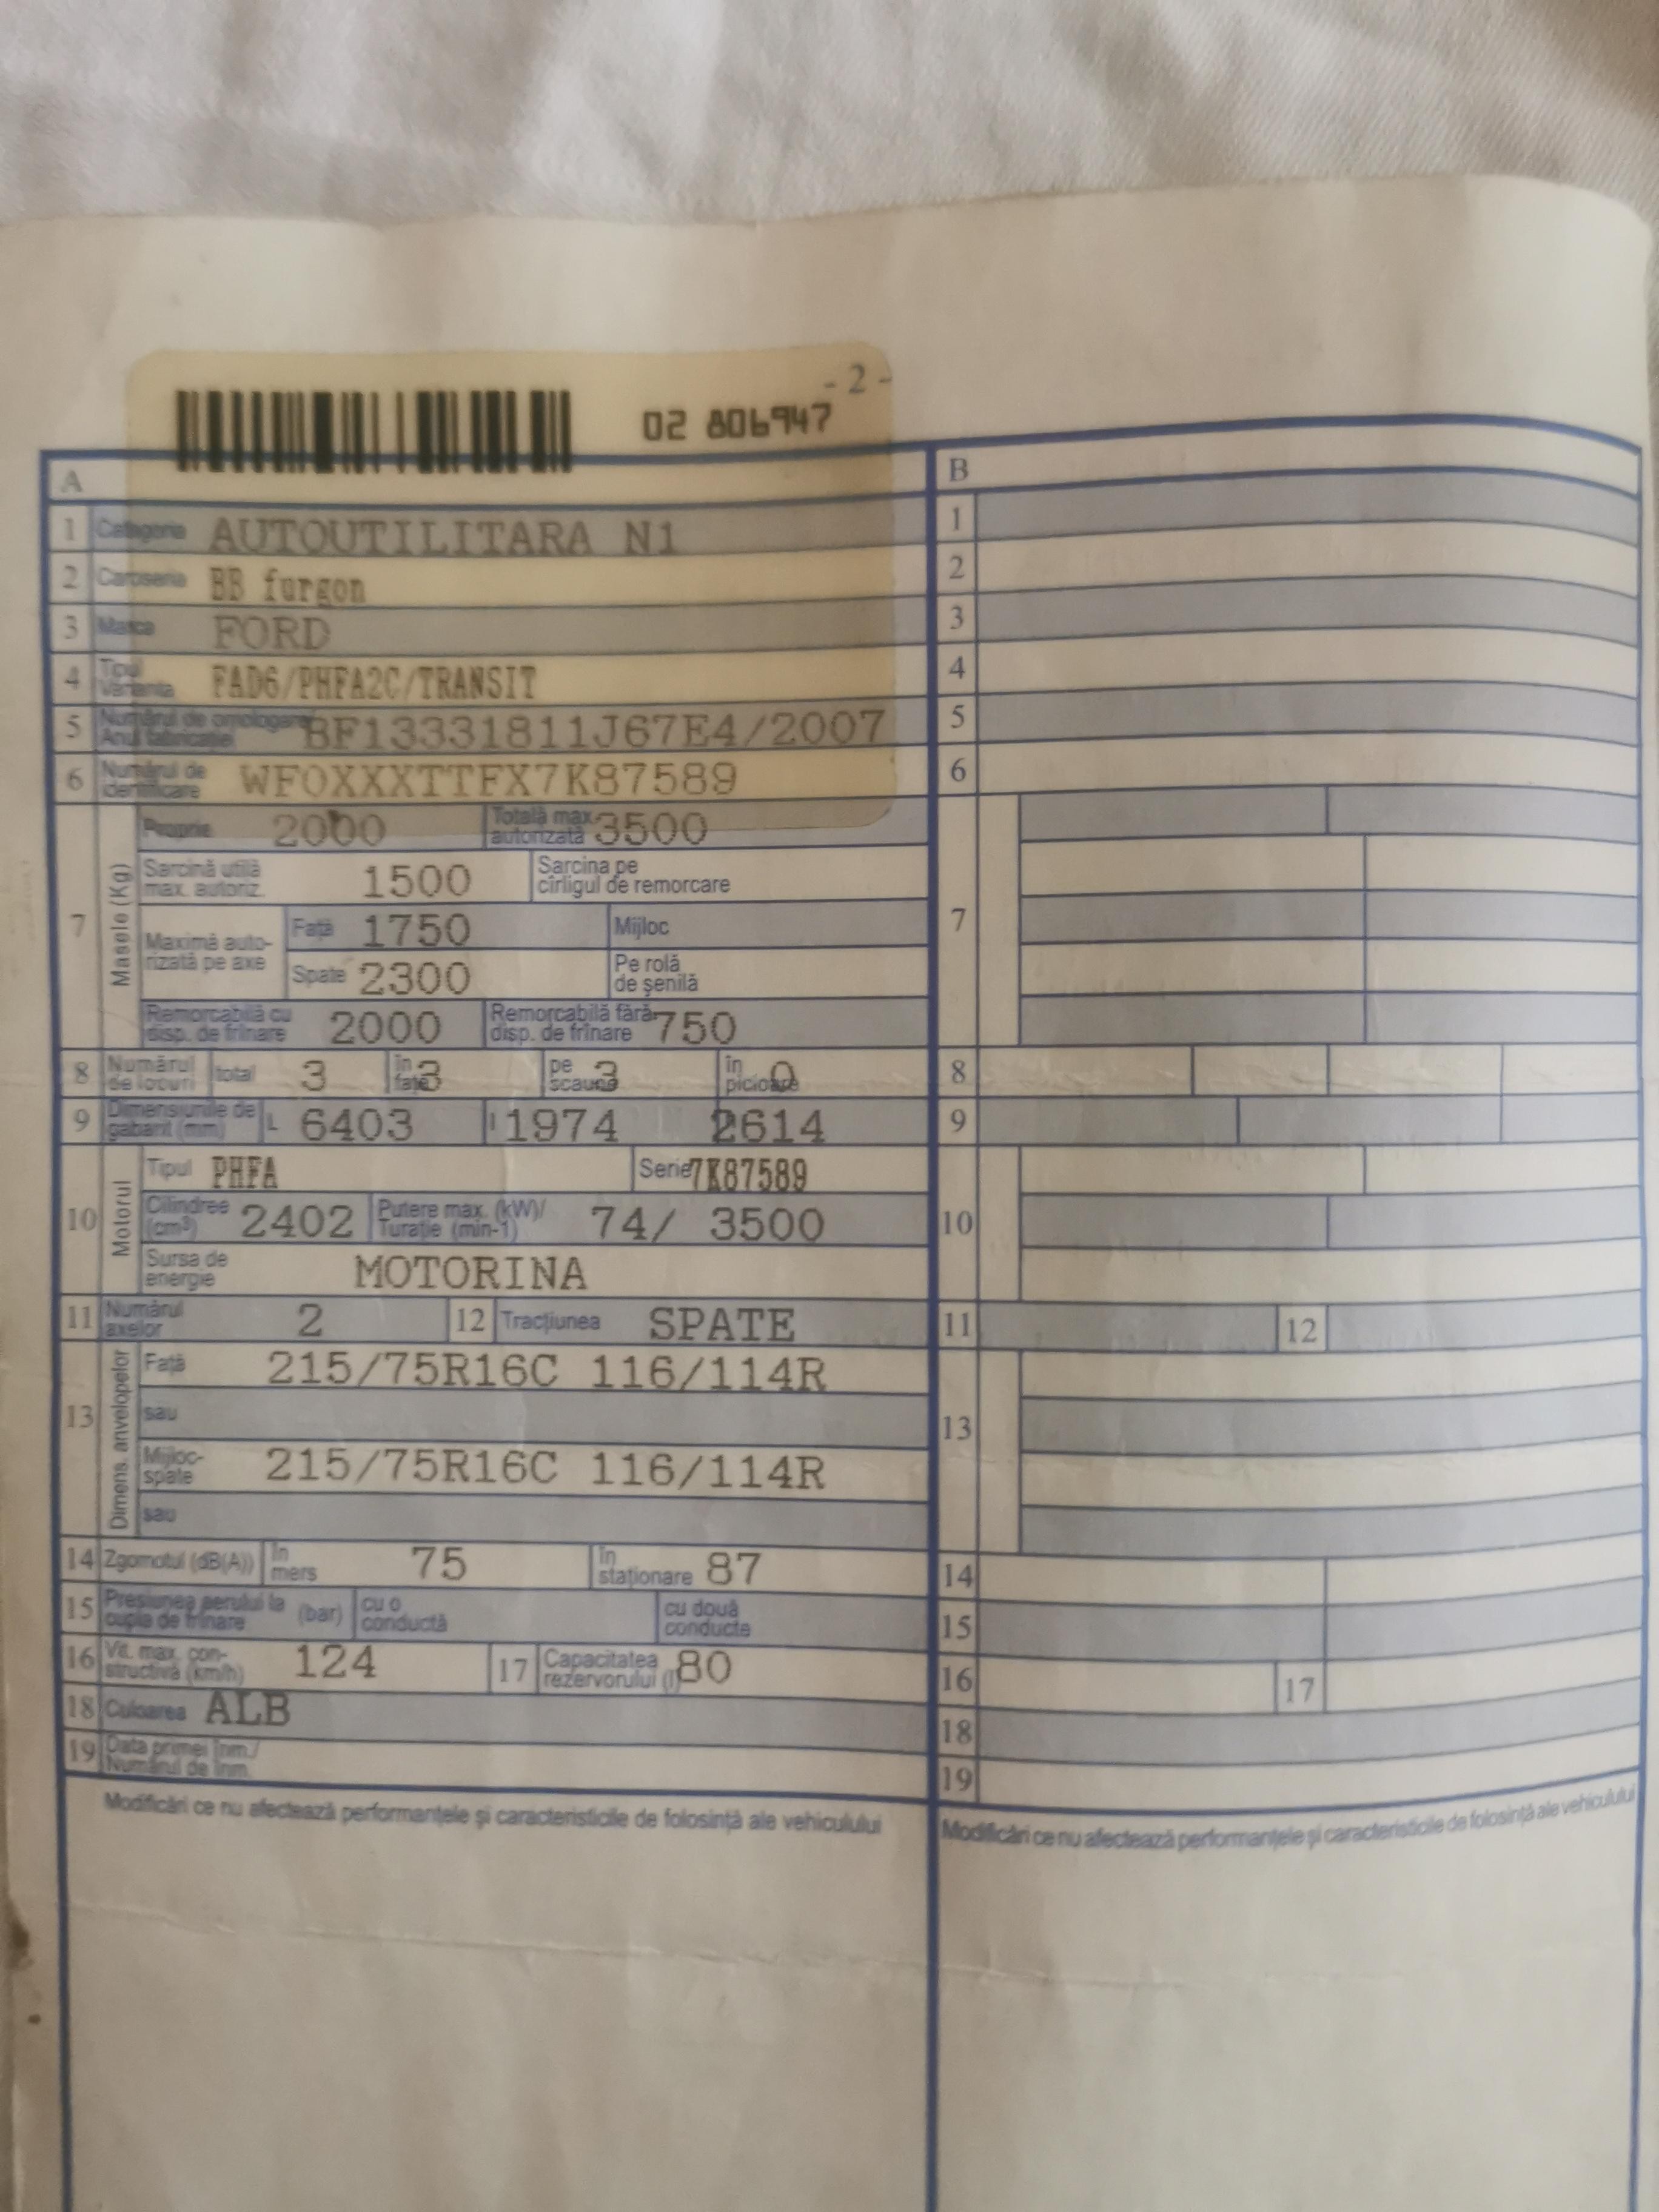 - 2 -
02 806947
A
1 Categoria AUTOUTILITARA N1
2 Caroseria BB furgon
3 Marca FORD
4 Tipul Varianta FAD6/PHFA2C/TRANSIT
5 Numărul de omologare/ Anul fabricației BF13331811J67E4/2007
6 Numărul de identificare WFOXXXTTFX7K87589
7 Masele (Kg)
Proprie 2000 Totală max. autorizată 3500
Sarcină utilă max. autoriz. 1500 Sarcina pe cîrligul de remorcare
Maximă autorizată pe axe Față 1750 Mijloc
Spate 2300 Pe rolă de șenilă
Remorcabilă cu disp. de frînare 2000 Remorcabilă fără disp. de frînare 750
8 Numărul de locuri total 3 în față 3 pe scaune 3 în picioare 0
9 Dimensiunile de gabarit (mm) L 6403 l 1974 2614
10 Motorul
Tipul PHFA Serie 7K87589
Cilindree (cm³) 2402 Putere max. (kW)/ Turație (min-1) 74/ 3500
Sursa de energie MOTORINA
11 Numărul axelor 2 12 Tracțiunea SPATE
13 Dimens. anvelopelor
Față 215/75R16C 116/114R
sau
Mijloc-spate 215/75R16C 116/114R
sau
14 Zgomotul (dB(A)) în mers 75 în staționare 87
15 Presiunea aerului la cupla de frînare (bar) cu o conductă cu două conducte
16 Vit. max. constructivă (km/h) 124 17 Capacitatea rezervorului (l) 80
18 Culoarea ALB
19 Data primei înm./ Numărul de înm.
Modificări ce nu afectează performanțele și caracteristicile de folosință ale vehiculului
B
1
2
3
4
5
6
7
8
9
10
11 12
13
14
15
16 17
18
19
Modificări ce nu afectează performanțele și caracteristicile de folosință ale vehiculului